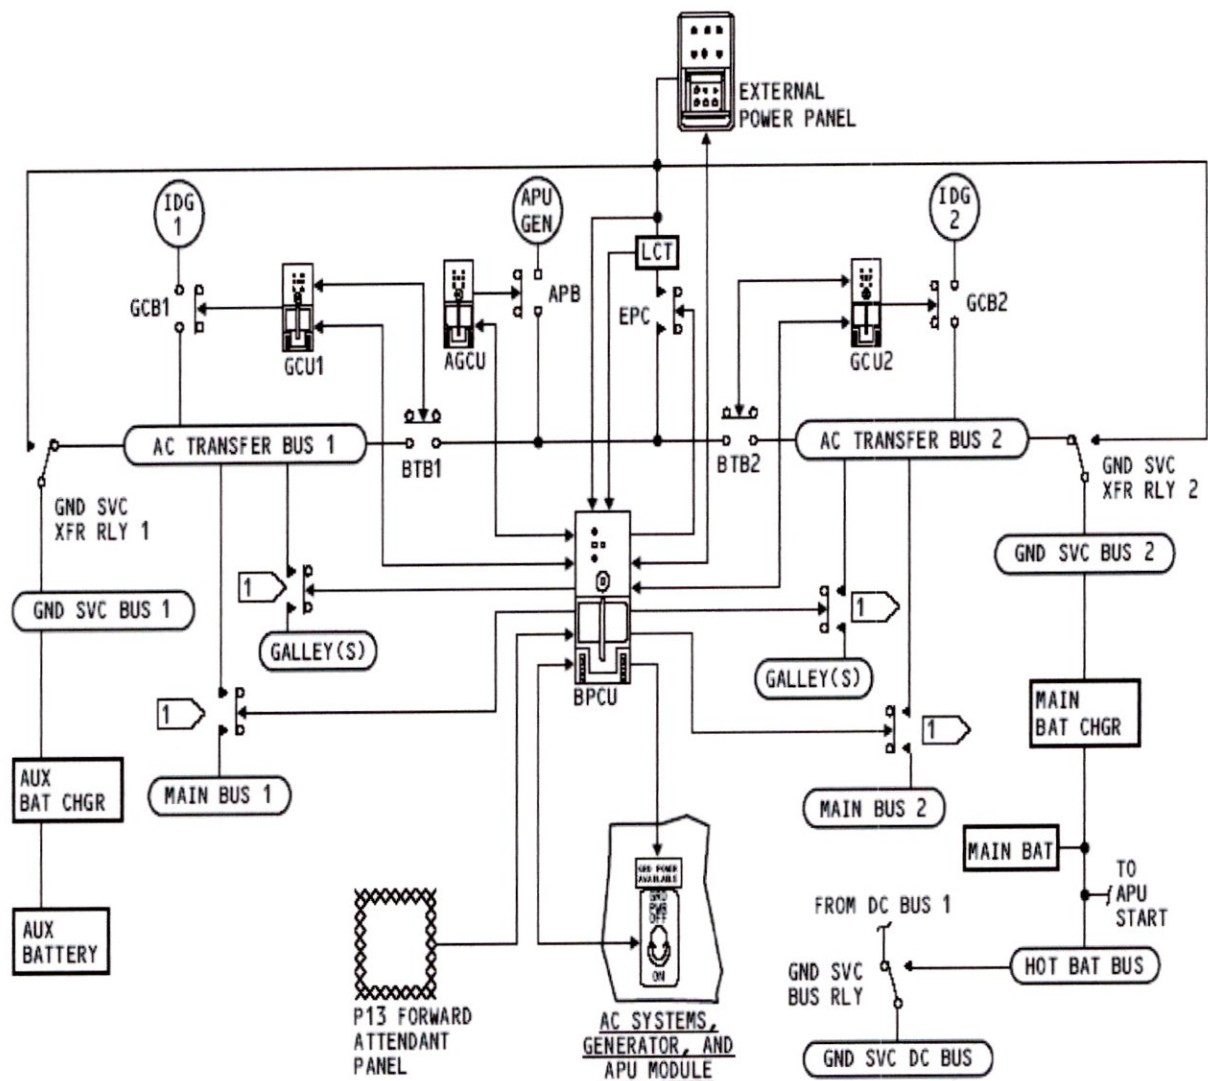 EXTERNAL
POWER PANEL
IDG
1
APU
GEN
IDG
2
LCT
GCB1
APB
EPC
GCB2
GCU1
AGCU
GCU2
AC TRANSFER BUS 1
BTB1
BTB2
AC TRANSFER BUS 2
GND SVC
XFR RLY 1
GND SVC
XFR RLY 2
GND SVC BUS 2
1
GND SVC BUS 1
1
GALLEY(S)
GALLEY(S)
BPCU
1
1
MAIN
BAT CHGR
AUX
BAT CHGR
MAIN BUS 1
MAIN BUS 2
MAIN BAT
TO
APU
START
GRD POWER
AVAILABLE
GRD
PWR
OFF
ON
FROM DC BUS 1
AUX
BATTERY
GND SVC
BUS RLY
HOT BAT BUS
P13 FORWARD
ATTENDANT
PANEL
AC SYSTEMS,
GENERATOR, AND
APU MODULE
GND SVC DC BUS